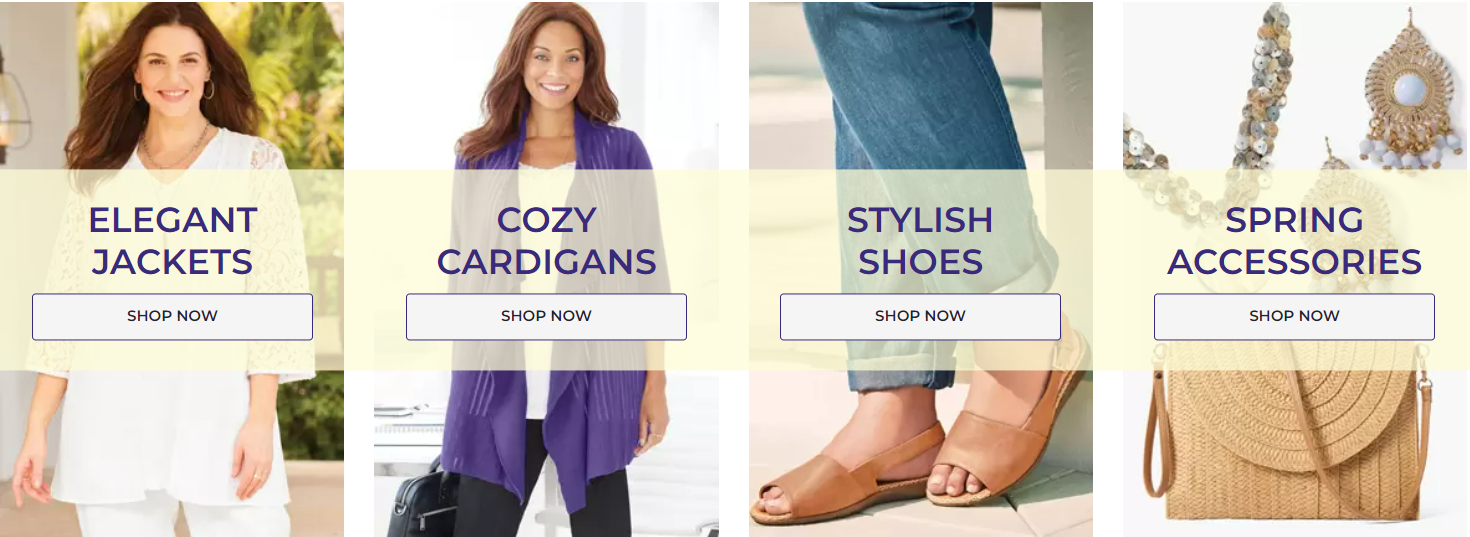 ELEGANT
JACKETS
SHOP NOW
COZY
CARDIGANS
SHOP NOW
STYLISH
SHOES
SHOP NOW
SPRING
ACCESSORIES
SHOP NOW